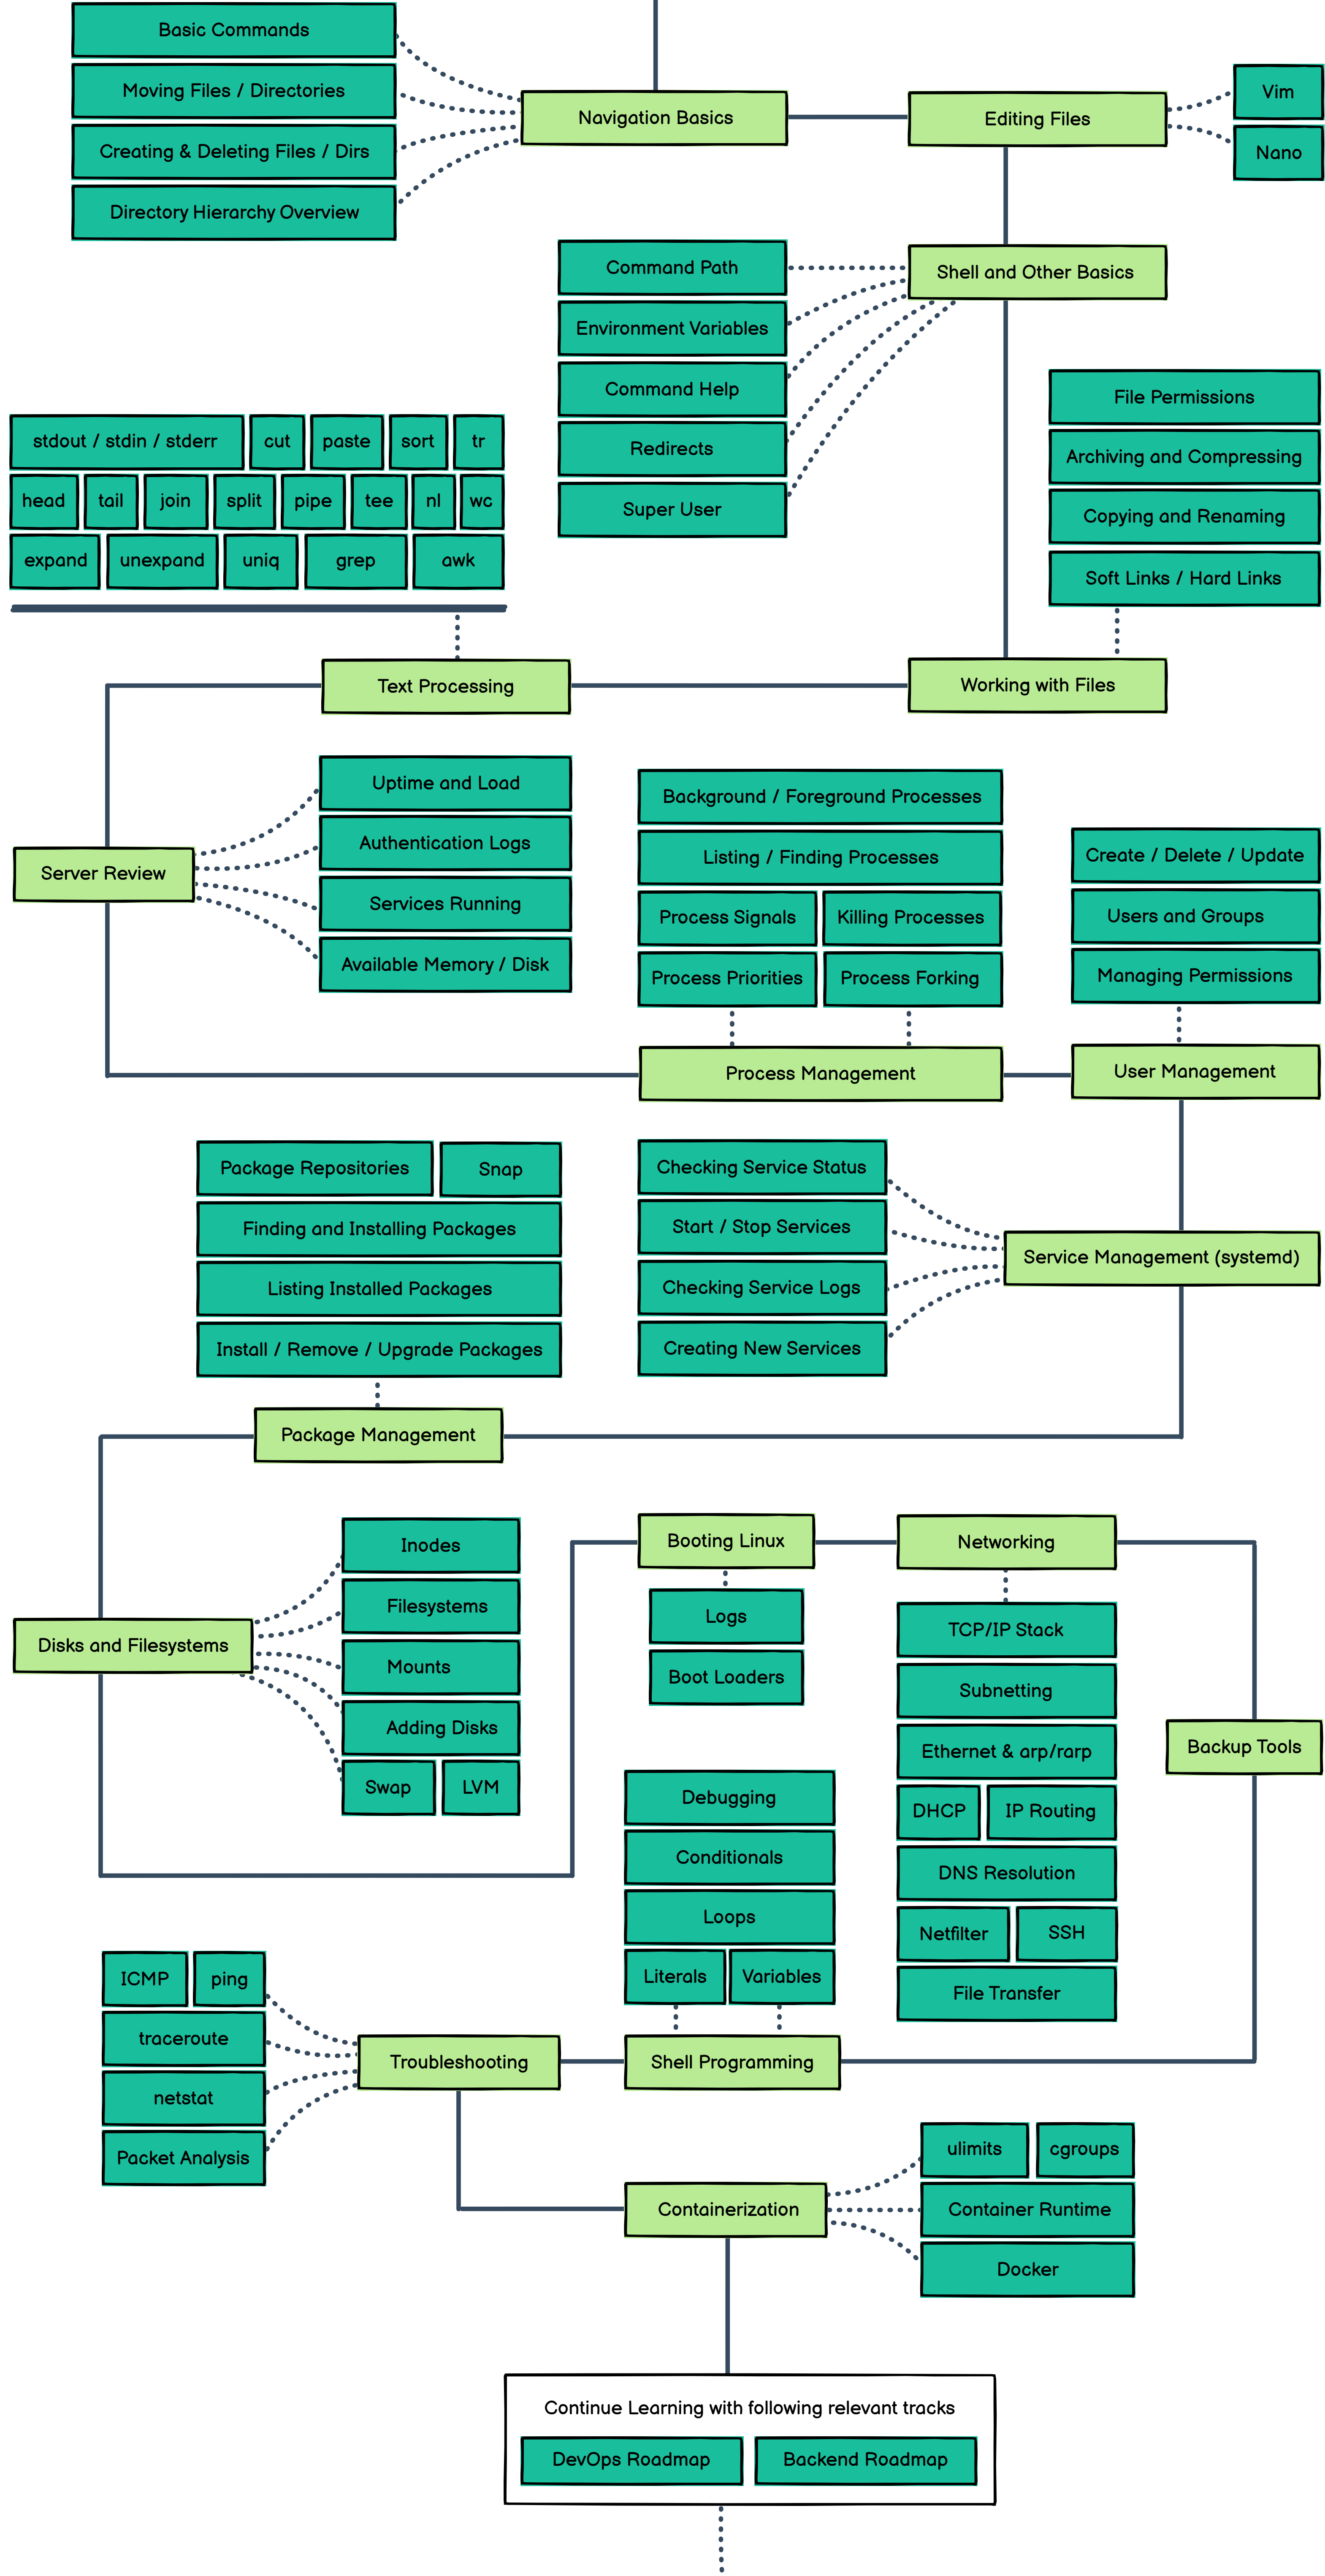 Basic Commands
Moving Files / Directories
Creating & Deleting Files / Dirs
Directory Hierarchy Overview
Navigation Basics
Editing Files
Vim
Nano
Shell and Other Basics
Command Path
Environment Variables
Command Help
Redirects
Super User
File Permissions
Archiving and Compressing
Copying and Renaming
Soft Links / Hard Links
Working with Files
stdout / stdin / stderr
cut
paste
sort
tr
head
tail
join
split
pipe
tee
nl
wc
expand
unexpand
uniq
grep
awk
Text Processing
Server Review
Uptime and Load
Authentication Logs
Services Running
Available Memory / Disk
Background / Foreground Processes
Listing / Finding Processes
Process Signals
Killing Processes
Process Priorities
Process Forking
Process Management
Create / Delete / Update
Users and Groups
Managing Permissions
User Management
Checking Service Status
Start / Stop Services
Checking Service Logs
Creating New Services
Service Management (systemd)
Package Repositories
Snap
Finding and Installing Packages
Listing Installed Packages
Install / Remove / Upgrade Packages
Package Management
Disks and Filesystems
Inodes
Filesystems
Mounts
Adding Disks
Swap
LVM
Booting Linux
Logs
Boot Loaders
Networking
TCP/IP Stack
Subnetting
Ethernet & arp/rarp
DHCP
IP Routing
DNS Resolution
Netfilter
SSH
File Transfer
Backup Tools
Debugging
Conditionals
Loops
Literals
Variables
Shell Programming
Troubleshooting
ICMP
ping
traceroute
netstat
Packet Analysis
Containerization
ulimits
cgroups
Container Runtime
Docker
Continue Learning with following relevant tracks
DevOps Roadmap
Backend Roadmap